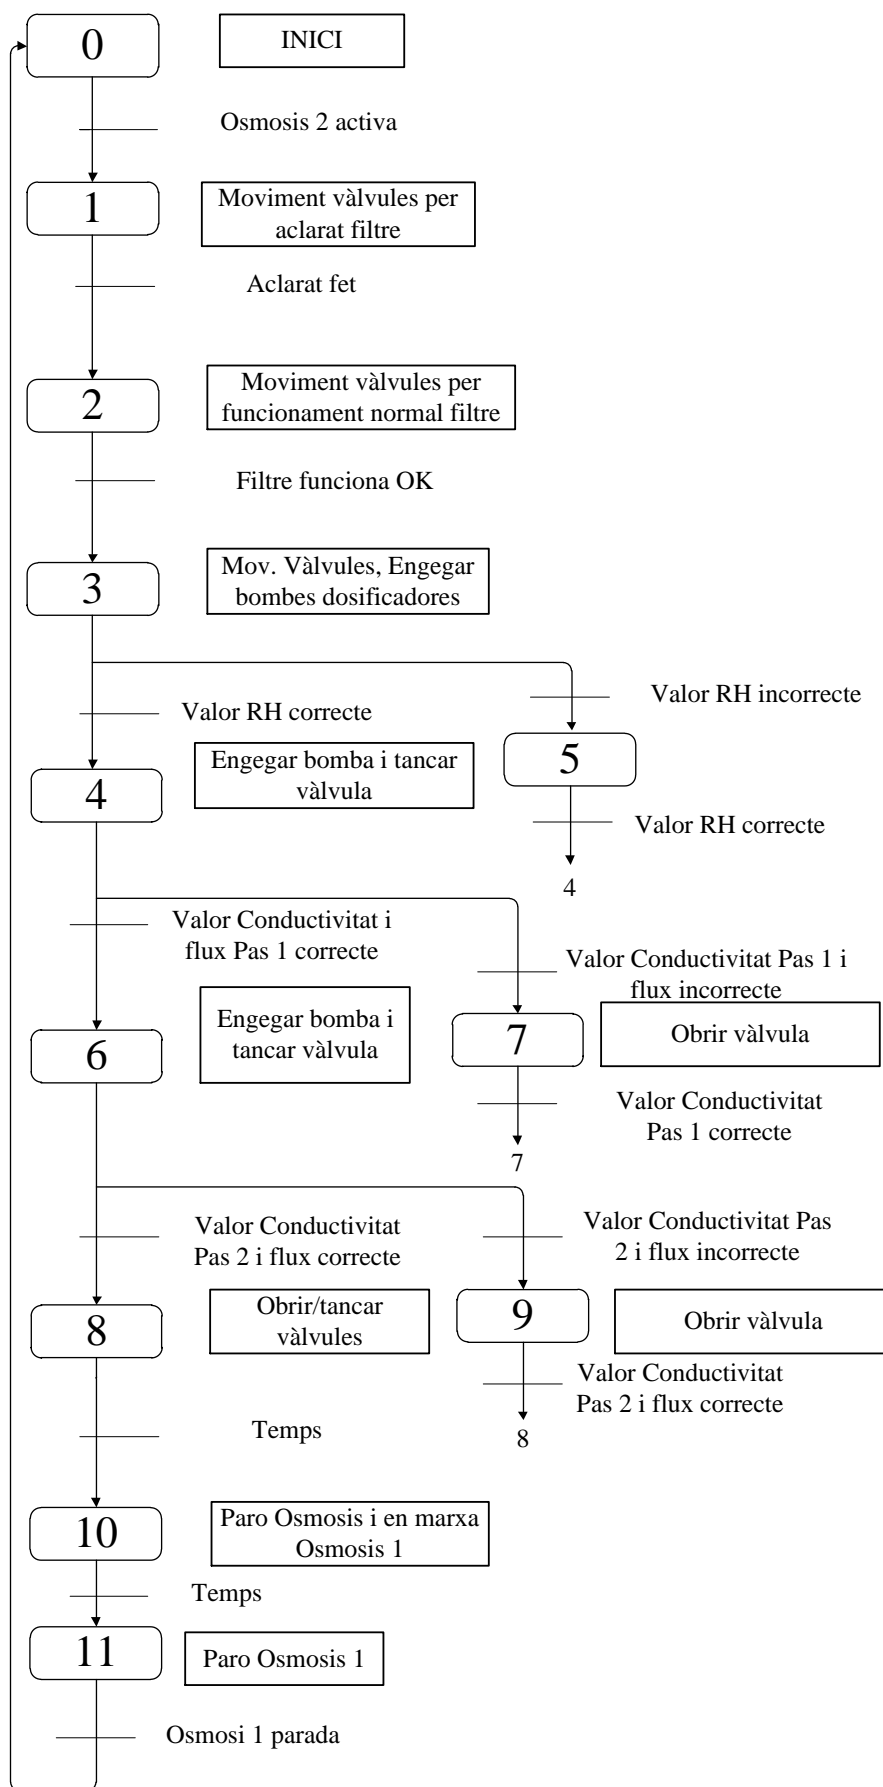 0
INICI
Osmosis 2 activa
1
Moviment vàlvules per
aclarat filtre
Aclarat fet
2
Moviment vàlvules per
funcionament normal filtre
Filtre funciona OK
3
Mov. Vàlvules, Engegar
bombes dosificadores
Valor RH correcte
Valor RH incorrecte
4
Engegar bomba i tancar
vàlvula
5
Valor RH correcte
4
Valor Conductivitat i
flux Pas 1 correcte
Valor Conductivitat Pas 1 i
flux incorrecte
6
Engegar bomba i
tancar vàlvula
7
Obrir vàlvula
Valor Conductivitat
Pas 1 correcte
7
Valor Conductivitat
Pas 2 i flux correcte
Valor Conductivitat Pas
2 i flux incorrecte
8
Obrir/tancar
vàlvules
9
Obrir vàlvula
Valor Conductivitat
Pas 2 i flux correcte
8
Temps
10
Paro Osmosis i en marxa
Osmosis 1
Temps
11
Paro Osmosis 1
Osmosi 1 parada